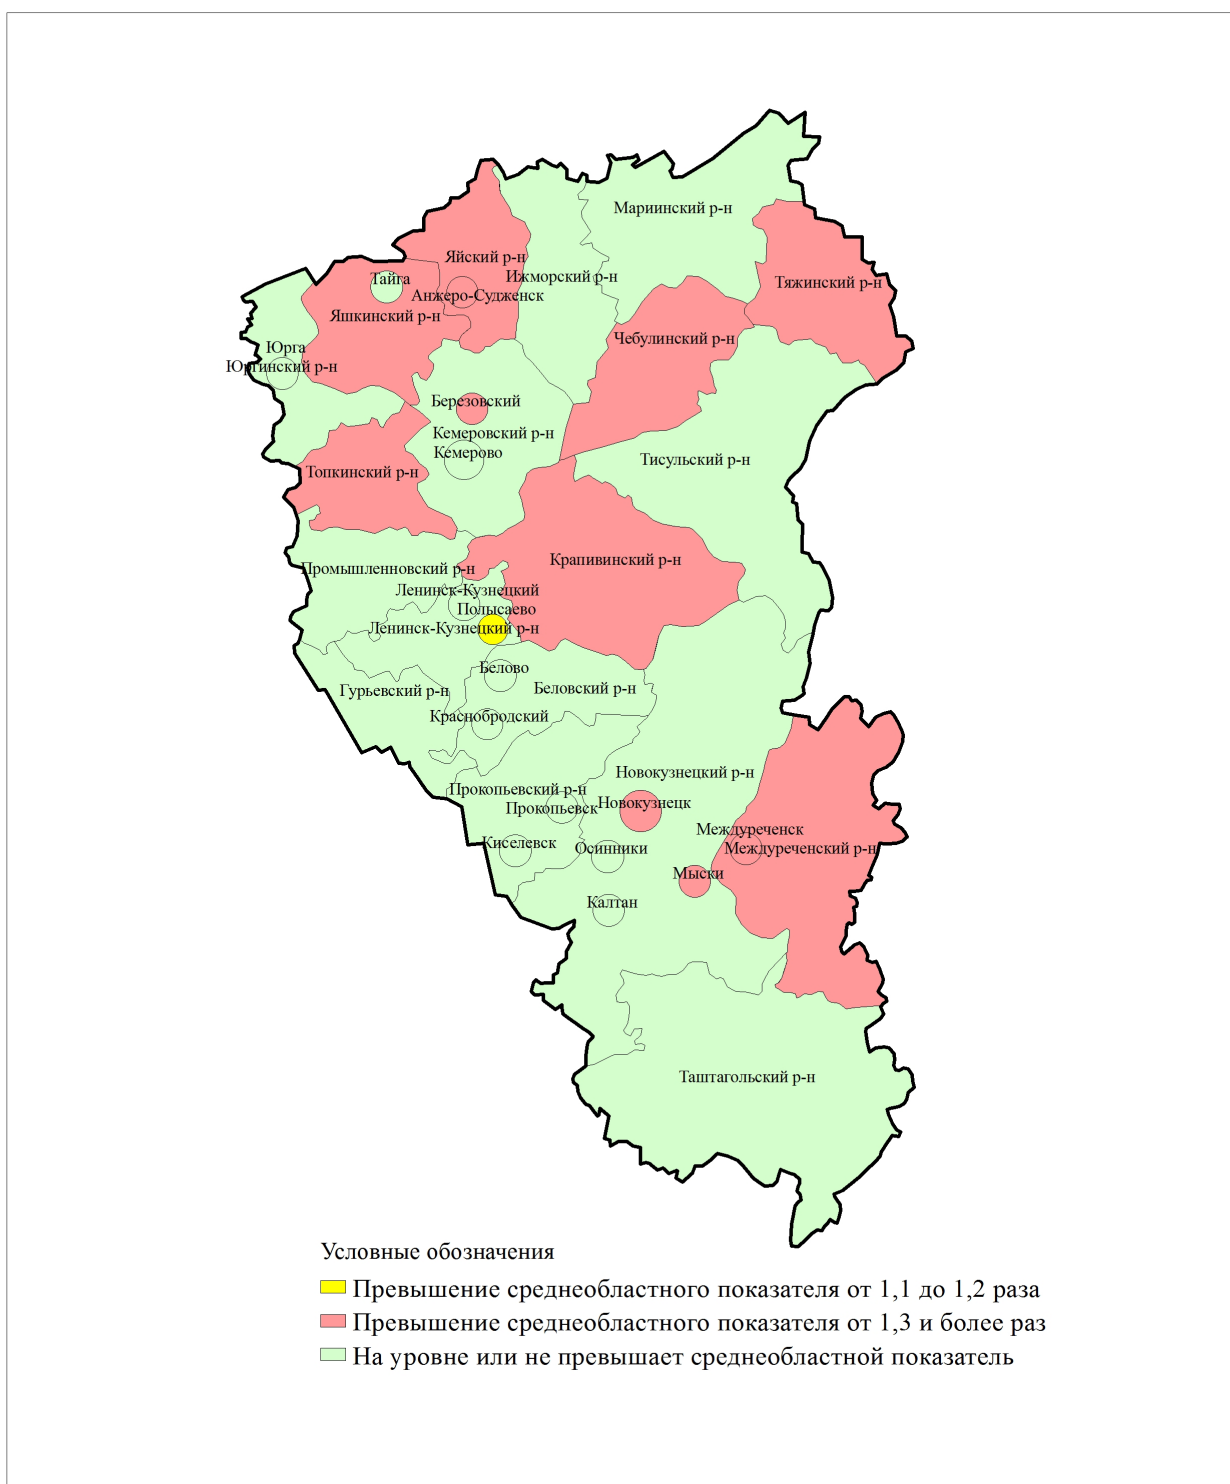 Мариинский р-н
Яйский р-н
Ижморский р-н
Тайга
Тяжинский р-н
Анжеро-Судженск
Яшкинский р-н
Чебулинский р-н
Юрга
Юргинский р-н
Березовский
Кемеровский р-н
Кемерово
Тисульский р-н
Топкинский р-н
Крапивинский р-н
Промышленновский р-н
Ленинск-Кузнецкий
Полысаево
Ленинск-Кузнецкий р-н
Белово
Беловский р-н
Гурьевский р-н
Краснобродский
Новокузнецкий р-н
Прокопьевский р-н
Новокузнецк
Прокопьевск
Междуреченск
Киселевск
Осинники
Междуреченский р-н
Мыски
Калтан
Таштагольский р-н
Условные обозначения
Превышение среднеобластного показателя от 1,1 до 1,2 раза
Превышение среднеобластного показателя от 1,3 и более раз
На уровне или не превышает среднеобластной показатель